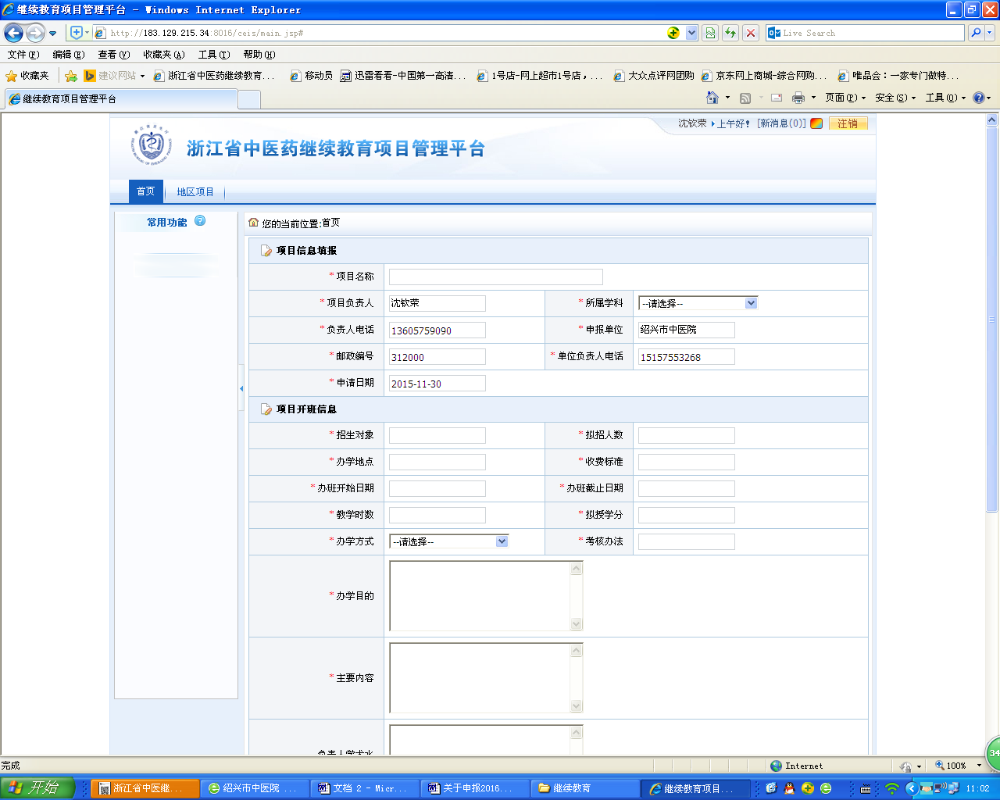 继续教育项目管理平台 - Windows Internet Explorer
http://183.129.215.34:8016/ceis/main.jsp#
Live Search
文件(F) 编辑(E) 查看(V) 收藏夹(A) 工具(T) 帮助(H)
收藏夹 建议网站 浙江省中医药继续教育... 移动员 迅雷看看-中国第一高清... 1号店-网上超市1号店，... 大众点评网团购 京东网上商城-综合网购... 唯品会：一家专门做特...
继续教育项目管理平台 页面(P) 安全(S) 工具(O)
沈钦荣 上午好! [新消息(0)] 注销
浙江省中医药继续教育项目管理平台
首页 地区项目
常用功能
您的当前位置:首页
项目信息填报
*项目名称
*项目负责人 沈钦荣 *所属学科 --请选择--
*负责人电话 13605759090 *申报单位 绍兴市中医院
*邮政编号 312000 *单位负责人电话 15157553268
*申请日期 2015-11-30
项目开班信息
*招生对象 *拟招人数
*办学地点 *收费标准
*办班开始日期 *办班截止日期
*教学时数 *拟授学分
*办学方式 --请选择-- *考核办法
*办学目的
*主要内容
负责人学术水
完成 Internet 100%
34
开始 浙江省中医继... 绍兴市中医院 ... 文档 2 - Micr... 关于申报2016... 继续教育 继续教育项目... 11:02